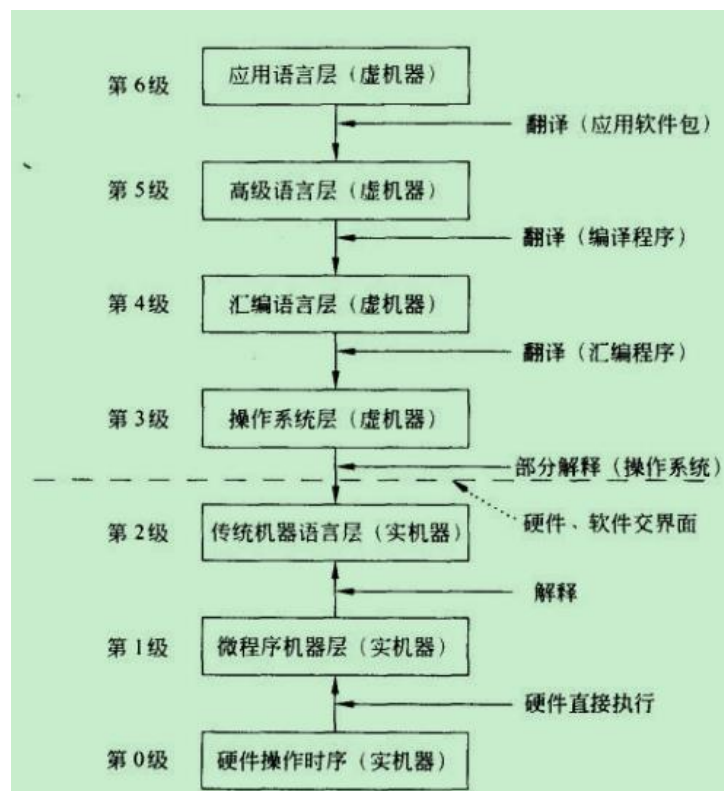 第6级 应用语言层（虚机器）
翻译（应用软件包）
第5级 高级语言层（虚机器）
翻译（编译程序）
第4级 汇编语言层（虚机器）
翻译（汇编程序）
第3级 操作系统层（虚机器）
部分解释（操作系统）
硬件、软件交界面
第2级 传统机器语言层（实机器）
解释
第1级 微程序机器层（实机器）
硬件直接执行
第0级 硬件操作时序（实机器）